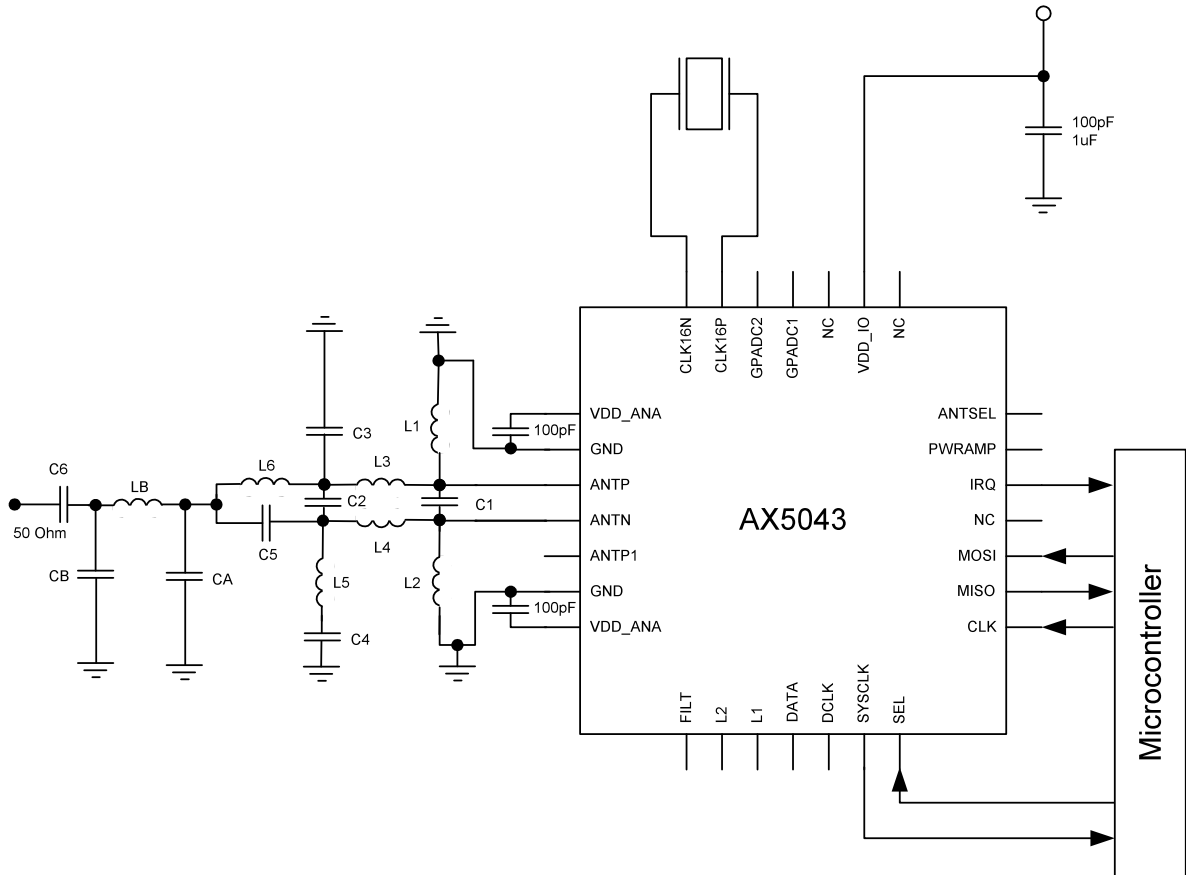 100pF
1uF
CLK16N
CLK16P
GPADC2
GPADC1
NC
VDD_IO
NC
L1
C3
100pF
VDD_ANA
GND
ANTP
ANTN
ANTP1
GND
VDD_ANA
AX5043
ANTSEL
PWRAMP
IRQ
NC
MOSI
MISO
CLK
C6
LB
L6
L3
C2
C1
50 Ohm
C5
L4
CB
CA
L5
L2
100pF
C4
FILT
L2
L1
DATA
DCLK
SYSCLK
SEL
Microcontroller